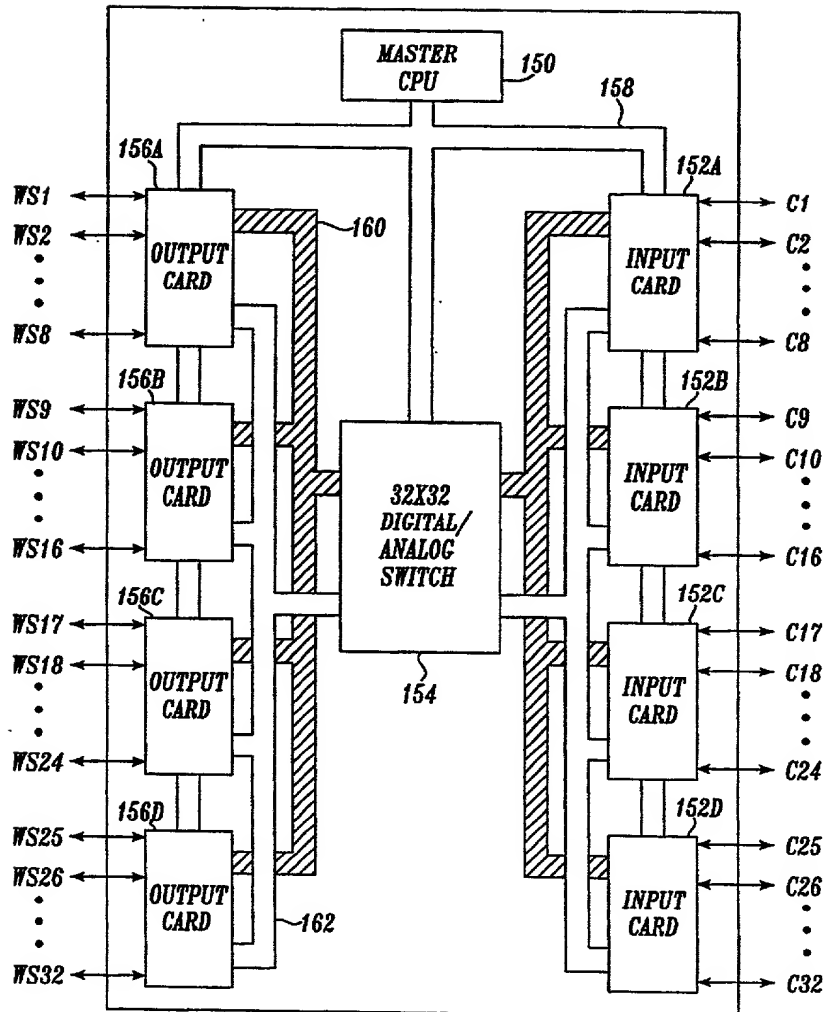 MASTER
CPU
150
158
156A
152A
WS1
WS2
WS8
OUTPUT
CARD
160
INPUT
CARD
C1
C2
C8
156B
152B
WS9
WS10
WS16
OUTPUT
CARD
32X32
DIGITAL/
ANALOG
SWITCH
154
INPUT
CARD
C9
C10
C16
156C
152C
WS17
WS18
WS24
OUTPUT
CARD
INPUT
CARD
C17
C18
C24
156D
152D
WS25
WS26
WS32
OUTPUT
CARD
162
INPUT
CARD
C25
C26
C32